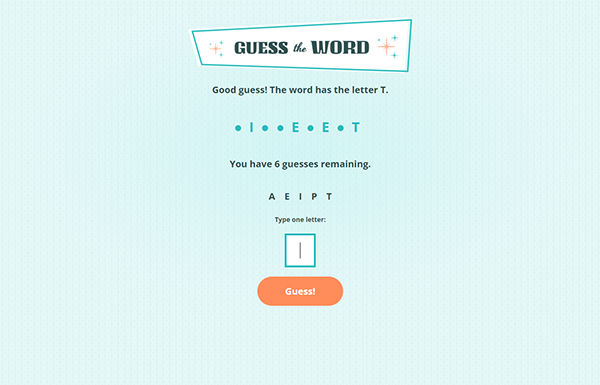 GUESS the WORD
Good guess! The word has the letter T.
● I ● ● E ● E ● T
You have 6 guesses remaining.
A E I P T
Type one letter:
Guess!